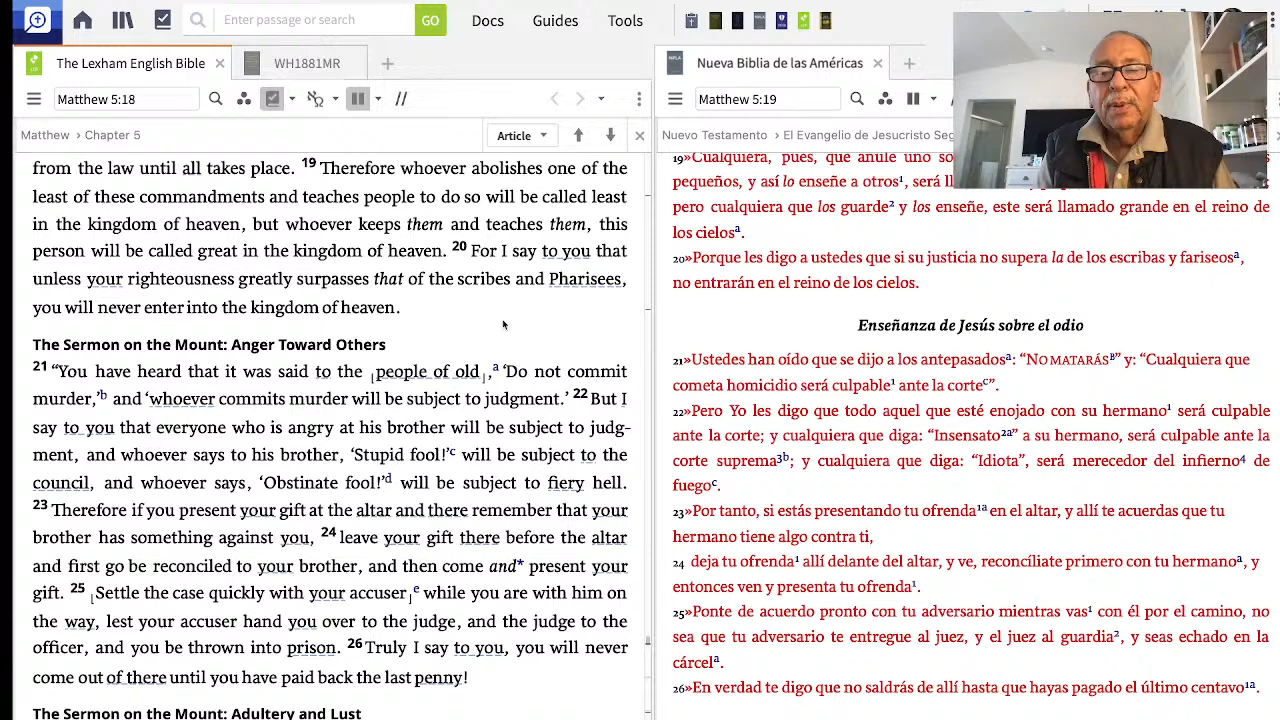 Enter passage or search
GO
Docs
Guides
Tools
The Lexham English Bible
WH1881MR
Matthew 5:18
Matthew > Chapter 5
Article
from the law until all takes place. 19 Therefore whoever abolishes one of the
least of these commandments and teaches people to do so will be called least
in the kingdom of heaven, but whoever keeps them and teaches them, this
person will be called great in the kingdom of heaven. 20 For I say to you that
unless your righteousness greatly surpasses that of the scribes and Pharisees,
you will never enter into the kingdom of heaven.
The Sermon on the Mount: Anger Toward Others
21 “You have heard that it was said to the ⌊people of old⌋,a ‘Do not commit
murder,’b and ‘whoever commits murder will be subject to judgment.’ 22 But I
say to you that everyone who is angry at his brother will be subject to judg-
ment, and whoever says to his brother, ‘Stupid fool!’c will be subject to the
council, and whoever says, ‘Obstinate fool!’d will be subject to fiery hell.
23 Therefore if you present your gift at the altar and there remember that your
brother has something against you, 24 leave your gift there before the altar
and first go be reconciled to your brother, and then come and* present your
gift. 25 ⌊Settle the case quickly with your accuser⌋e while you are with him on
the way, lest your accuser hand you over to the judge, and the judge to the
officer, and you be thrown into prison. 26 Truly I say to you, you will never
come out of there until you have paid back the last penny!
The Sermon on the Mount: Adultery and Lust
Nueva Biblia de las Américas
Matthew 5:19
Nuevo Testamento > El Evangelio de Jesucristo Seg
19 »Cualquiera, pues, que anule uno so
pequeños, y así lo enseñe a otros1, será ll
pero cualquiera que los guarde2 y los enseñe, este será llamado grande en el reino de
los cielosa.
20 »Porque les digo a ustedes que si su justicia no supera la de los escribas y fariseosa,
no entrarán en el reino de los cielos.
Enseñanza de Jesús sobre el odio
21 »Ustedes han oído que se dijo a los antepasadosa: “NO MATARÁSB” y: “Cualquiera que
cometa homicidio será culpable1 ante la cortec”.
22 »Pero Yo les digo que todo aquel que esté enojado con su hermano1 será culpable
ante la corte; y cualquiera que diga: “Insensato2a” a su hermano, será culpable ante la
corte suprema3b; y cualquiera que diga: “Idiota”, será merecedor del infierno4 de
fuegoc.
23 »Por tanto, si estás presentando tu ofrenda1a en el altar, y allí te acuerdas que tu
hermano tiene algo contra ti,
24 deja tu ofrenda1 allí delante del altar, y ve, reconcíliate primero con tu hermanoa, y
entonces ven y presenta tu ofrenda1.
25 »Ponte de acuerdo pronto con tu adversario mientras vas1 con él por el camino, no
sea que tu adversario te entregue al juez, y el juez al guardia2, y seas echado en la
cárcela.
26 »En verdad te digo que no saldrás de allí hasta que hayas pagado el último centavo1a.